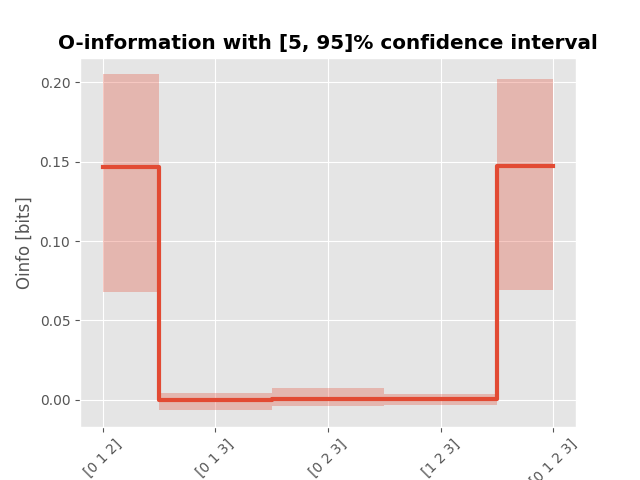 O-information with [5, 95]% confidence interval
0.20
0.15
0.10
0.05
0.00
Oinfo [bits]
[0 1 2]
[0 1 3]
[0 2 3]
[1 2 3]
[0 1 2 3]